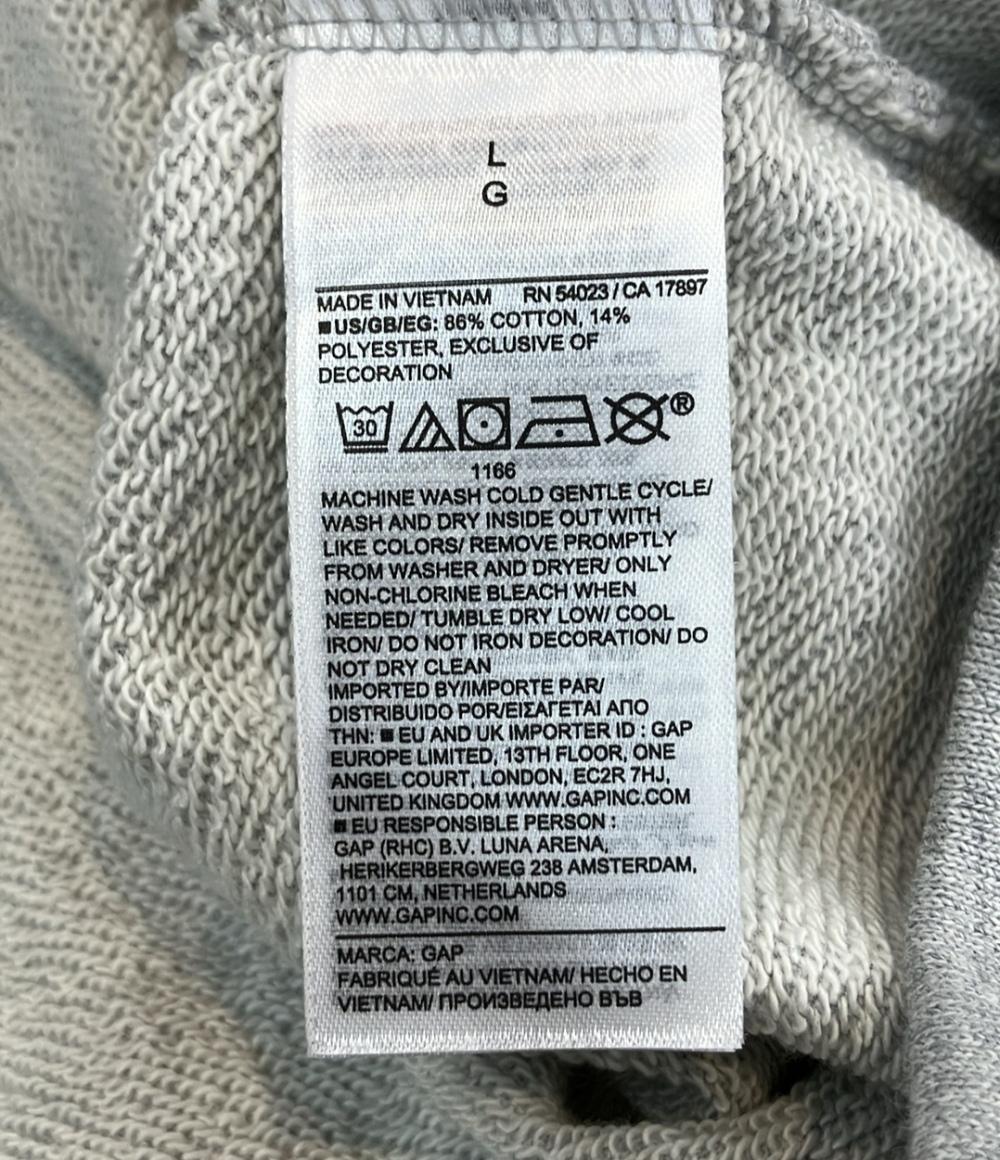 L
G
MADE IN VIETNAM RN 54023 / CA 17897
■US/GB/EG: 86% COTTON, 14%
POLYESTER, EXCLUSIVE OF
DECORATION
30 ®
1166
MACHINE WASH COLD GENTLE CYCLE/
WASH AND DRY INSIDE OUT WITH
LIKE COLORS/ REMOVE PROMPTLY
FROM WASHER AND DRYER/ ONLY
NON-CHLORINE BLEACH WHEN
NEEDED/ TUMBLE DRY LOW/ COOL
IRON/ DO NOT IRON DECORATION/ DO
NOT DRY CLEAN
IMPORTED BY/IMPORTE PAR/
DISTRIBUIDO POR/ΕΙΣΑΓΕΤΑΙ ΑΠΟ
ΤΗΝ: ■ EU AND UK IMPORTER ID : GAP
EUROPE LIMITED, 13TH FLOOR, ONE
ANGEL COURT, LONDON, EC2R 7HJ,
UNITED KINGDOM WWW.GAPINC.COM
■ EU RESPONSIBLE PERSON :
GAP (RHC) B.V. LUNA ARENA,
HERIKERBERGWEG 238 AMSTERDAM,
1101 CM, NETHERLANDS
WWW.GAPINC.COM
MARCA: GAP
FABRIQUÉ AU VIETNAM/ HECHO EN
VIETNAM/ ПРОИЗВЕДЕНО ВЪВ